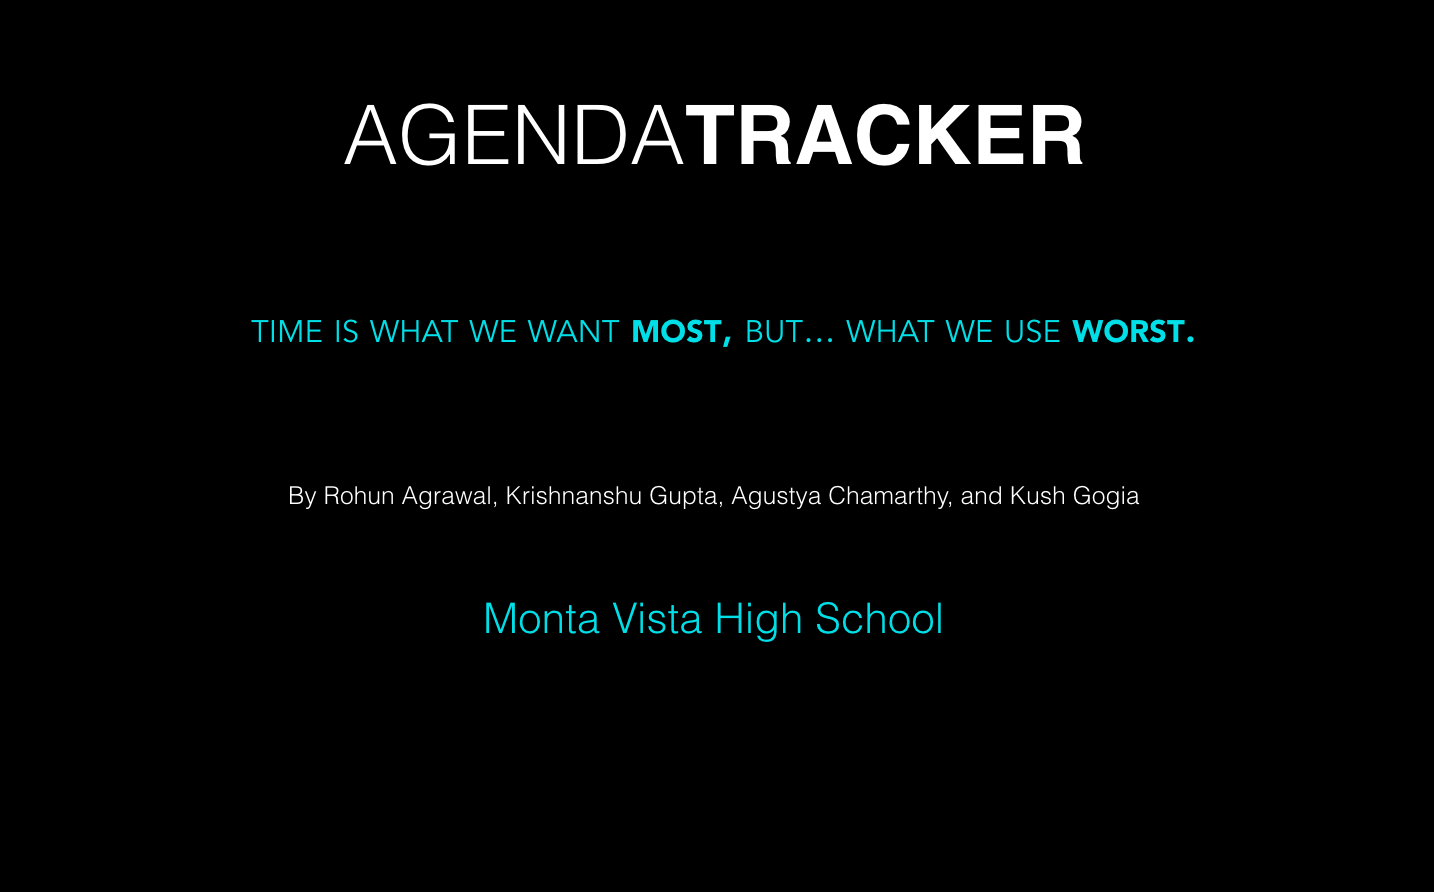 AGENDATRACKER
TIME IS WHAT WE WANT MOST, BUT... WHAT WE USE WORST.
By Rohun Agrawal, Krishnanshu Gupta, Agustya Chamarthy, and Kush Gogia
Monta Vista High School